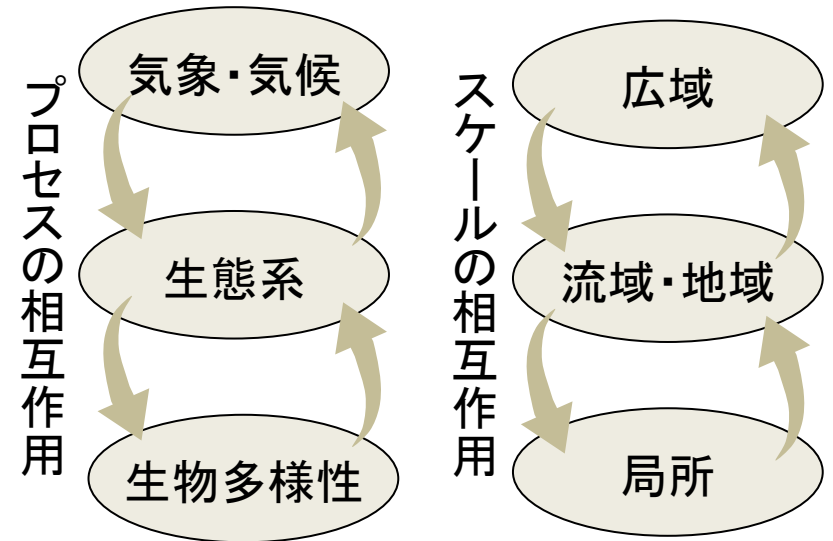 プロセスの相互作用
気象・気候
生態系
生物多様性
スケールの相互作用
広域
流域・地域
局所